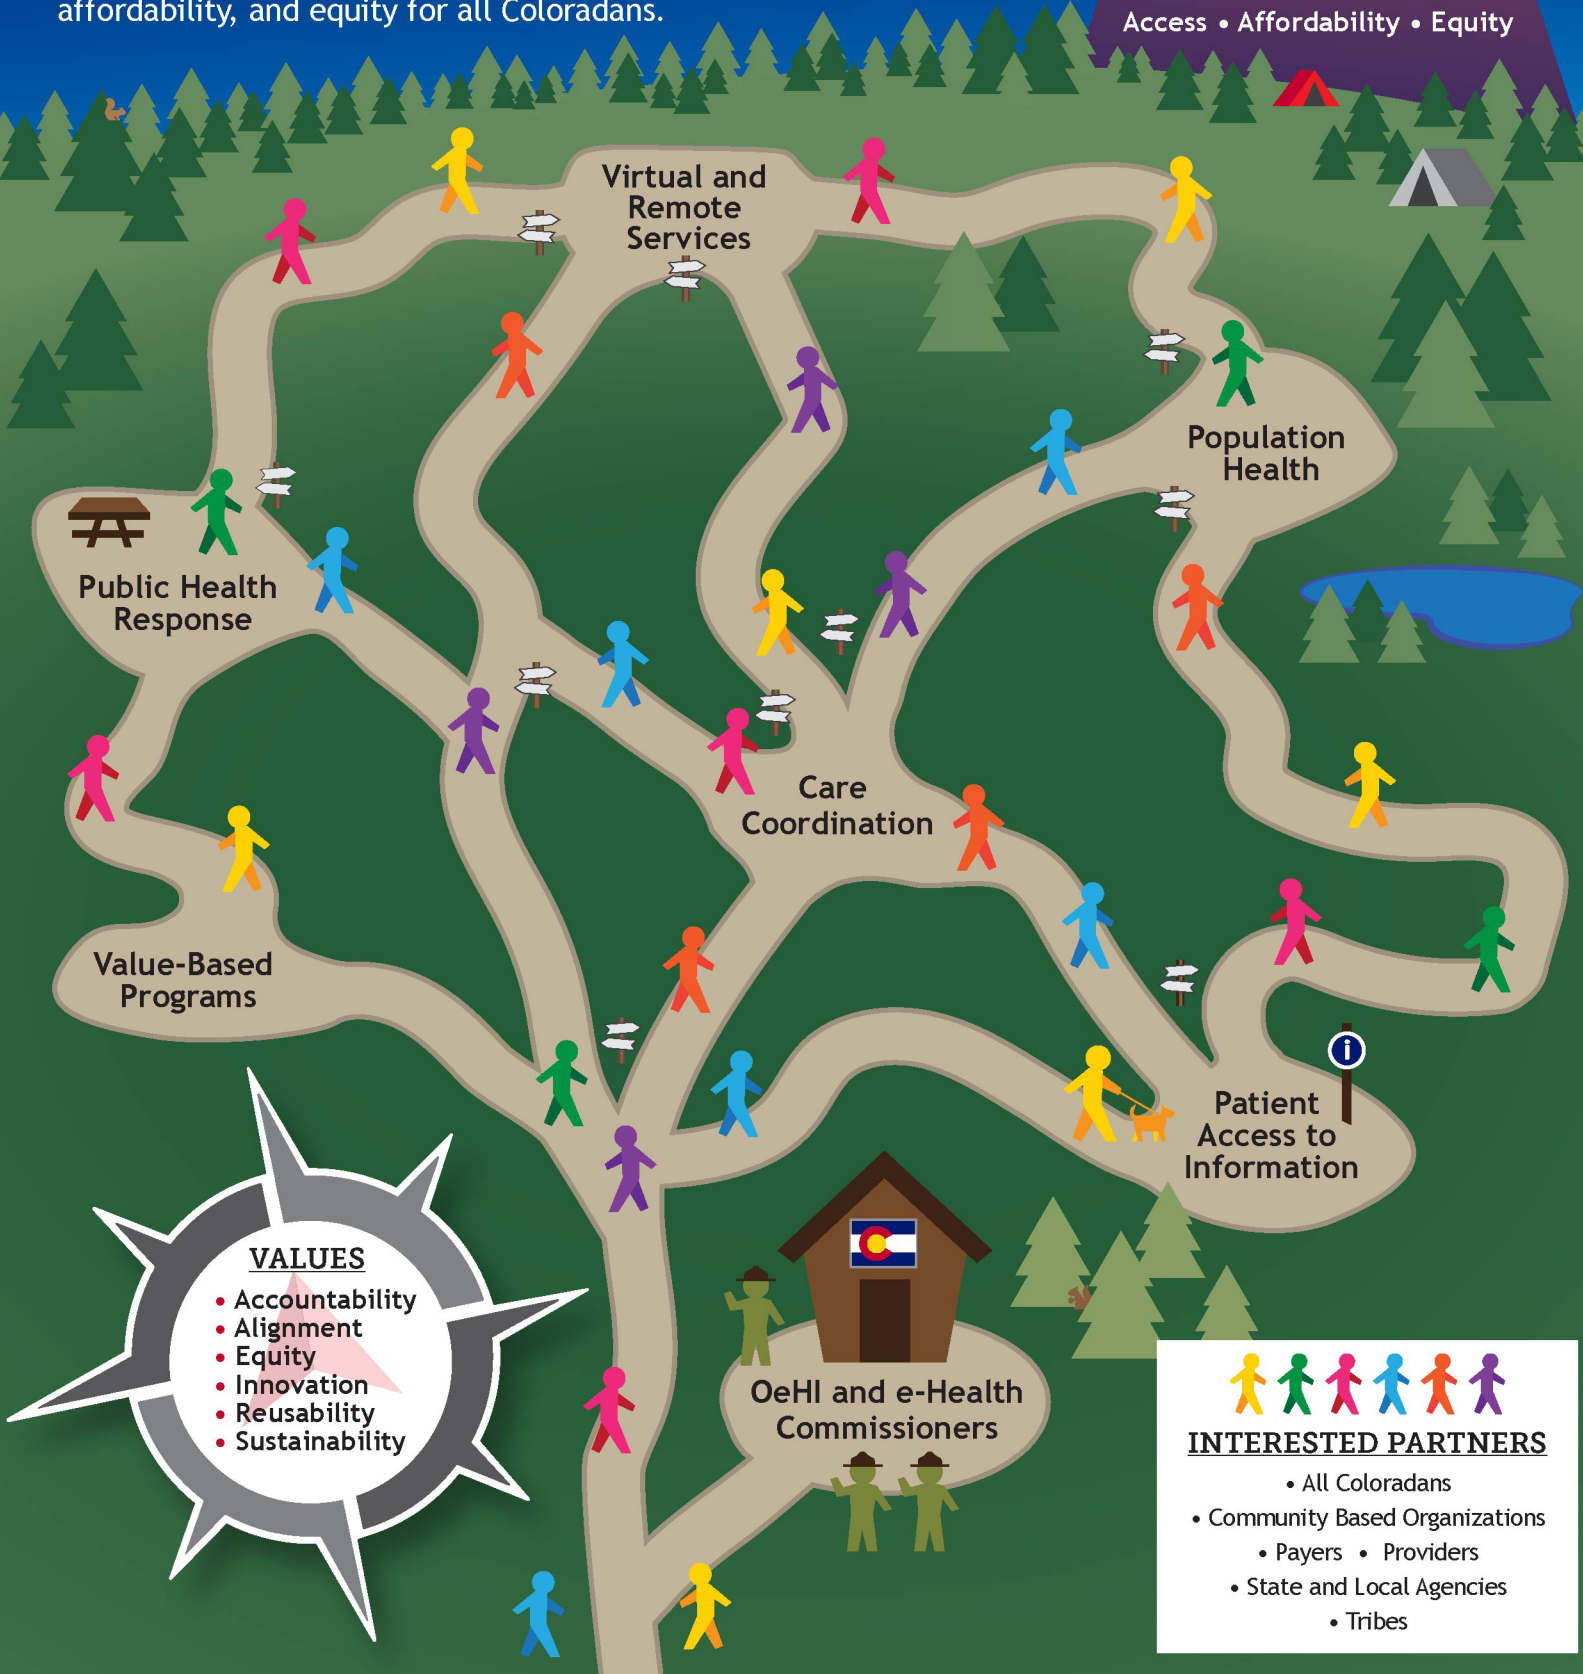 affordability, and equity for all Coloradans.
Access • Affordability • Equity
Virtual and
Remote
Services
Population
Health
Public Health
Response
Care
Coordination
Value-Based
Programs
i
Patient
Access to
Information
VALUES
• Accountability
• Alignment
• Equity
• Innovation
• Reusability
• Sustainability
OeHI and e-Health
Commissioners
INTERESTED PARTNERS
• All Coloradans
• Community Based Organizations
• Payers • Providers
• State and Local Agencies
• Tribes